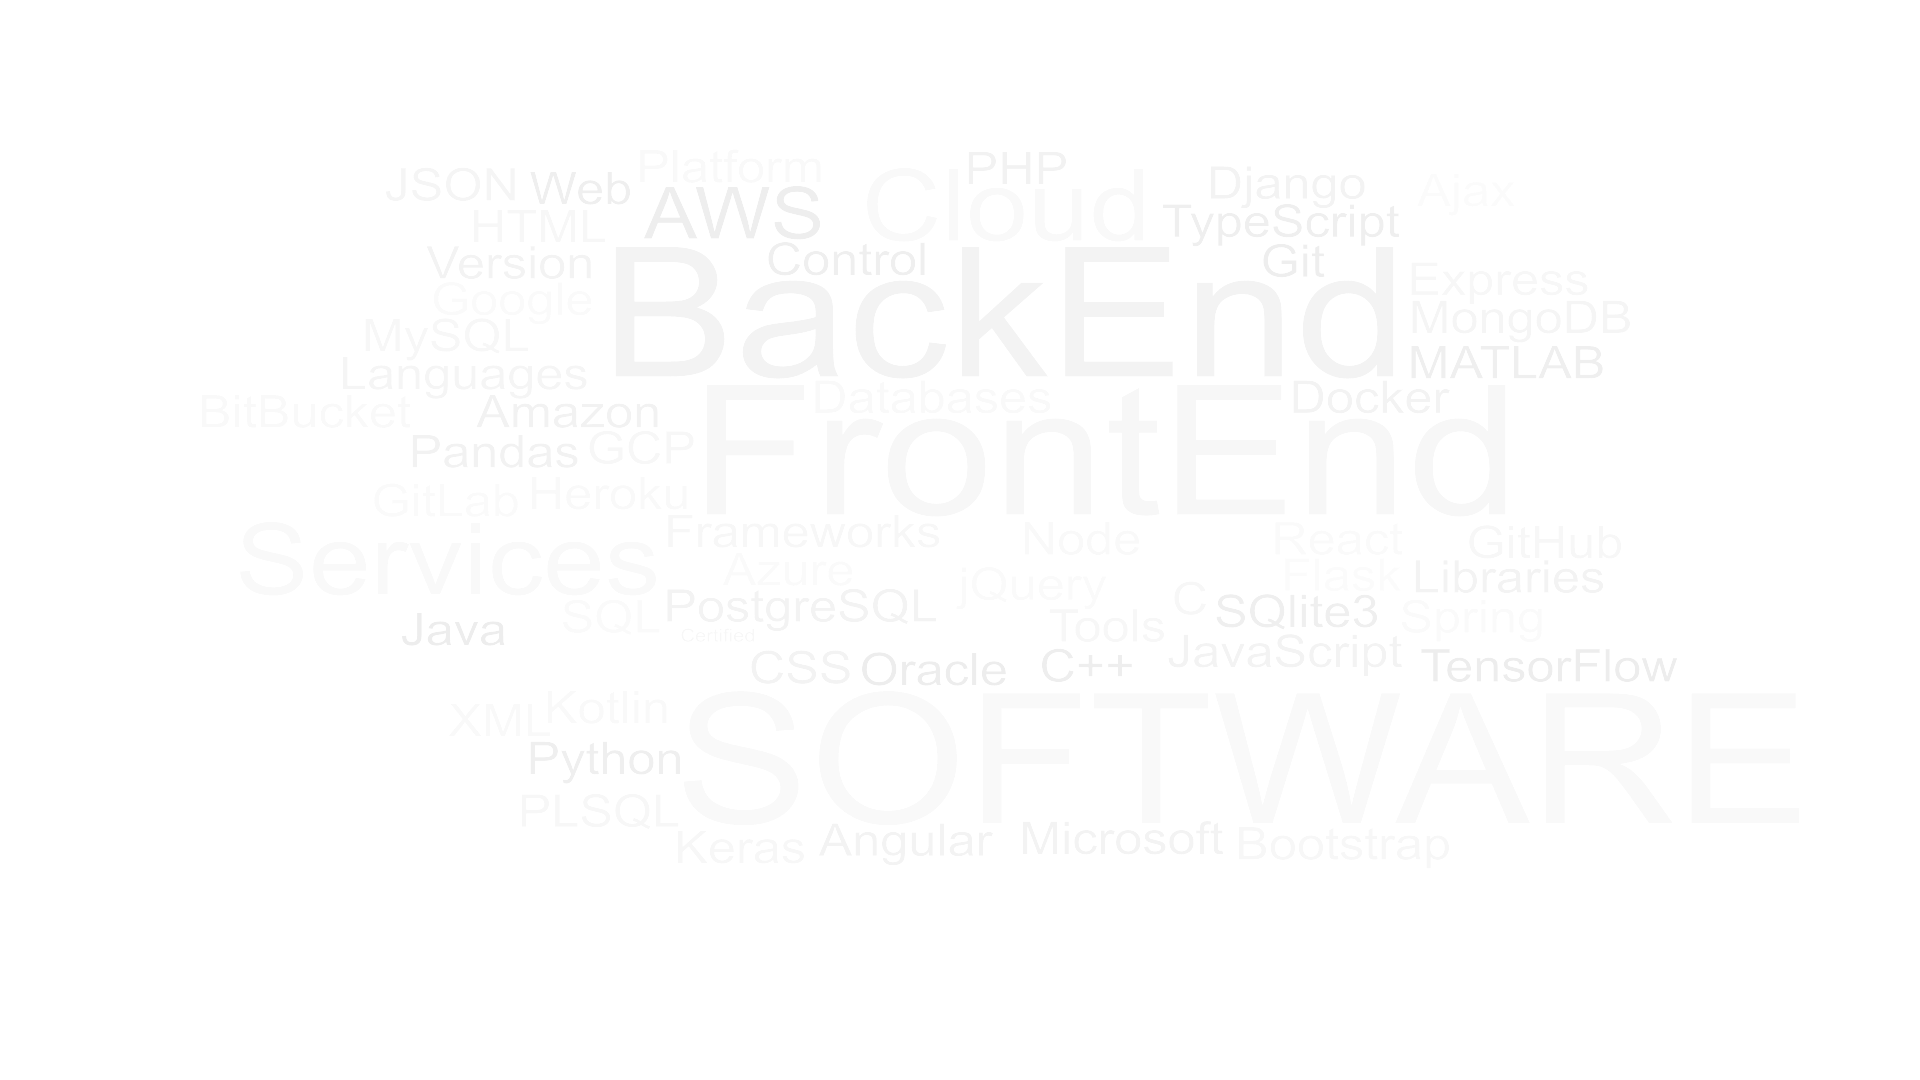 Platform PHP
JSON Web AWS Cloud Django Ajax
HTML TypeScript
Version Control Git
BackEnd Express
Google MongoDB
MySQL MATLAB
Languages
BitBucket Amazon Databases Docker
Pandas GCP FrontEnd
GitLab Heroku
Services Frameworks Node React GitHub
Azure jQuery Flask Libraries
SQL PostgreSQL C SQlite3 Spring
Java Certified Tools JavaScript
CSS Oracle C++ TensorFlow
XML Kotlin
Python SOFTWARE
PLSQL
Keras Angular Microsoft Bootstrap